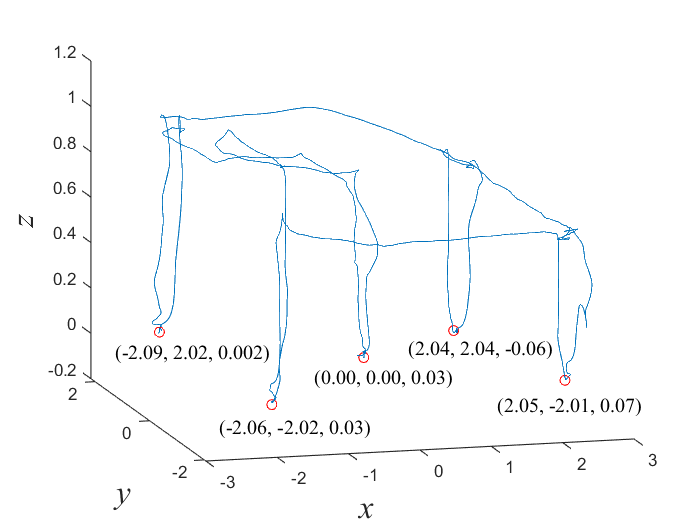 1.2
1
0.8
0.6
z
0.4
0.2
0
-0.2
(-2.09, 2.02, 0.002)
(2.04, 2.04, -0.06)
(0.00, 0.00, 0.03)
(2.05, -2.01, 0.07)
(-2.06, -2.02, 0.03)
2
0
-2
y
-3
-2
-1
0
1
2
3
x